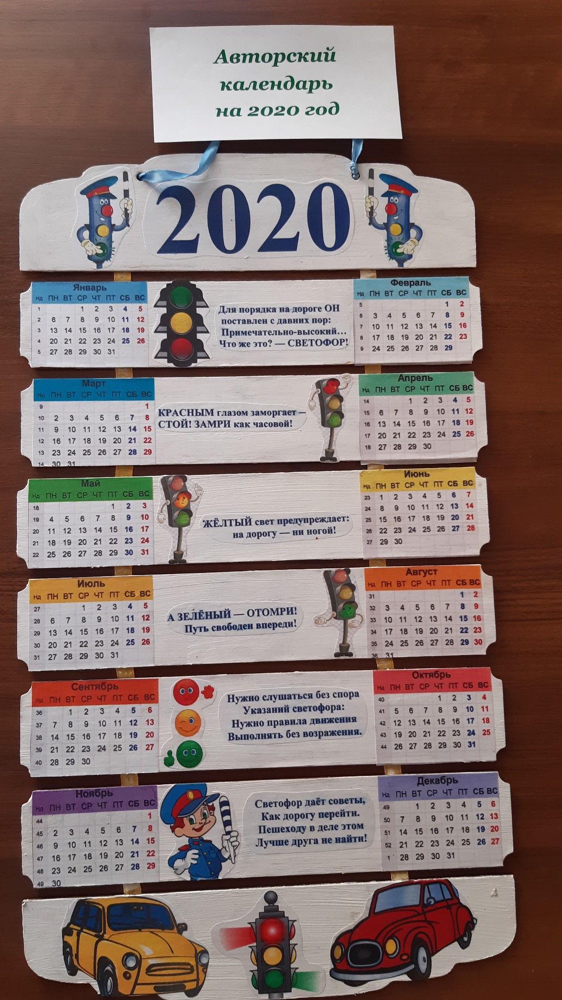 Авторский
календарь
на 2020 год
2020
Январь
Нд ПН ВТ СР ЧТ ПТ СБ ВС
1 1 2 3 4 5
2 6 7 8 9 10 11 12
3 13 14 15 16 17 18 19
4 20 21 22 23 24 25 26
5 27 28 29 30 31
Для порядка на дороге ОН
поставлен с давних пор:
Примечательно-высокий...
Что же это? — СВЕТОФОР!
Февраль
Нд ПН ВТ СР ЧТ ПТ СБ ВС
5 1 2
6 3 4 5 6 7 8 9
7 10 11 12 13 14 15 16
8 17 18 19 20 21 22 23
9 24 25 26 27 28 29
Март
Нд ПН ВТ СР ЧТ ПТ СБ ВС
9 1
10 2 3 4 5 6 7 8
11 9 10 11 12 13 14 15
12 16 17 18 19 20 21 22
13 23 24 25 26 27 28 29
14 30 31
КРАСНЫМ глазом заморгает —
СТОЙ! ЗАМРИ как часовой!
Апрель
Нд ПН ВТ СР ЧТ ПТ СБ ВС
14 1 2 3 4 5
15 6 7 8 9 10 11 12
16 13 14 15 16 17 18 19
17 20 21 22 23 24 25 26
18 27 28 29 30
Май
Нд ПН ВТ СР ЧТ ПТ СБ ВС
18 1 2 3
19 4 5 6 7 8 9 10
20 11 12 13 14 15 16 17
21 18 19 20 21 22 23 24
22 25 26 27 28 29 30 31
ЖЁЛТЫЙ свет предупреждает:
на дорогу — ни ногой!
Июнь
Нд ПН ВТ СР ЧТ ПТ СБ ВС
23 1 2 3 4 5 6 7
24 8 9 10 11 12 13 14
25 15 16 17 18 19 20 21
26 22 23 24 25 26 27 28
27 29 30
Июль
Нд ПН ВТ СР ЧТ ПТ СБ ВС
27 1 2 3 4 5
28 6 7 8 9 10 11 12
29 13 14 15 16 17 18 19
30 20 21 22 23 24 25 26
31 27 28 29 30 31
А ЗЕЛЁНЫЙ — ОТОМРИ!
Путь свободен впереди!
Август
Нд ПН ВТ СР ЧТ ПТ СБ ВС
31 1 2
32 3 4 5 6 7 8 9
33 10 11 12 13 14 15 16
34 17 18 19 20 21 22 23
35 24 25 26 27 28 29 30
36 31
Сентябрь
Нд ПН ВТ СР ЧТ ПТ СБ ВС
36 1 2 3 4 5 6
37 7 8 9 10 11 12 13
38 14 15 16 17 18 19 20
39 21 22 23 24 25 26 27
40 28 29 30
Нужно слушаться без спора
Указаний светофора:
Нужно правила движения
Выполнять без возражения.
Октябрь
Нд ПН ВТ СР ЧТ ПТ СБ ВС
40 1 2 3 4
41 5 6 7 8 9 10 11
42 12 13 14 15 16 17 18
43 19 20 21 22 23 24 25
44 26 27 28 29 30 31
Ноябрь
Нд ПН ВТ СР ЧТ ПТ СБ ВС
44 1
45 2 3 4 5 6 7 8
46 9 10 11 12 13 14 15
47 16 17 18 19 20 21 22
48 23 24 25 26 27 28 29
49 30
Светофор даёт советы,
Как дорогу перейти.
Пешеходу в деле этом
Лучше друга не найти!
Декабрь
Нд ПН ВТ СР ЧТ ПТ СБ ВС
49 1 2 3 4 5 6
50 7 8 9 10 11 12 13
51 14 15 16 17 18 19 20
52 21 22 23 24 25 26 27
1 28 29 30 31